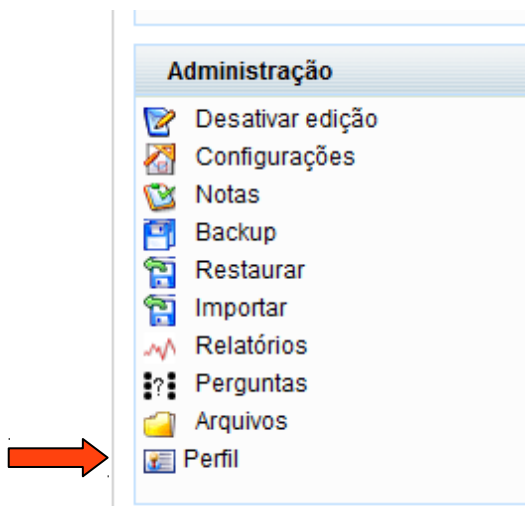 Administração
Desativar edição
Configurações
Notas
Backup
Restaurar
Importar
Relatórios
Perguntas
Arquivos
Perfil